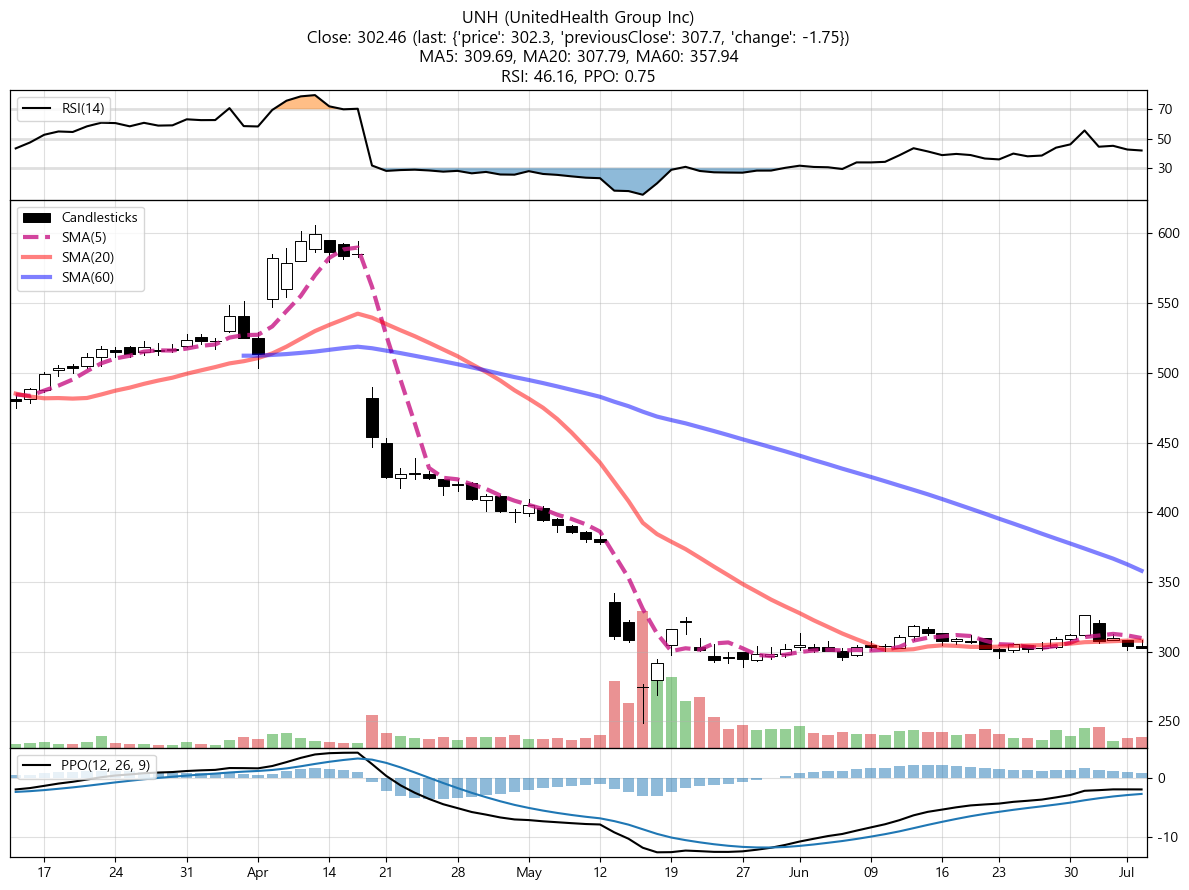 UNH (UnitedHealth Group Inc)
Close: 302.46 (last: {'price': 302.3, 'previousClose': 307.7, 'change': -1.75})
MA5: 309.69, MA20: 307.79, MA60: 357.94
RSI: 46.16, PPO: 0.75
RSI(14)
70
50
30
Candlesticks
SMA(5)
SMA(20)
SMA(60)
600
550
500
450
400
350
300
250
PPO(12, 26, 9)
0
-10
17 24 31 Apr 14 21 28 May 12 19 27 Jun 09 16 23 30 Jul